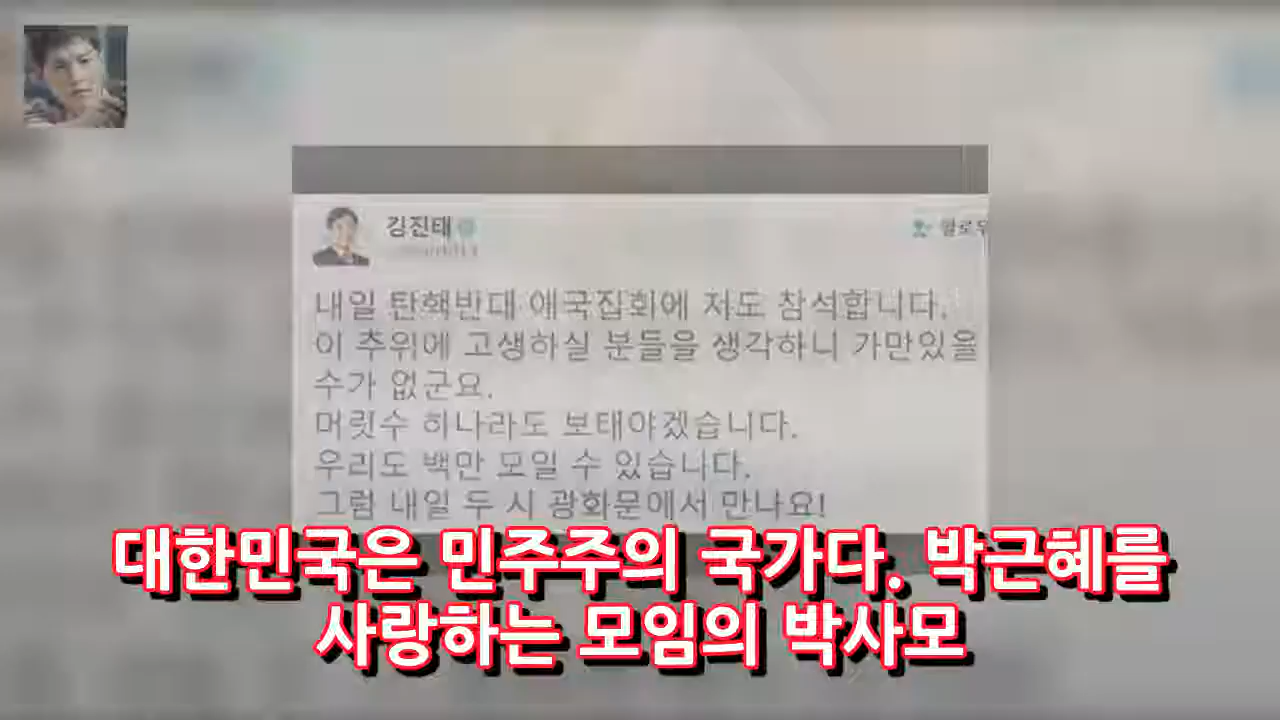 김진태
팔로우
내일 탄핵반대 애국집회에 저도 참석합니다.
이 추위에 고생하실 분들을 생각하니 가만있을
수가 없군요.
머릿수 하나라도 보태야겠습니다.
우리도 백만 모일 수 있습니다.
그럼 내일 두 시 광화문에서 만나요!
대한민국은 민주주의 국가다. 박근혜를
사랑하는 모임의 박사모